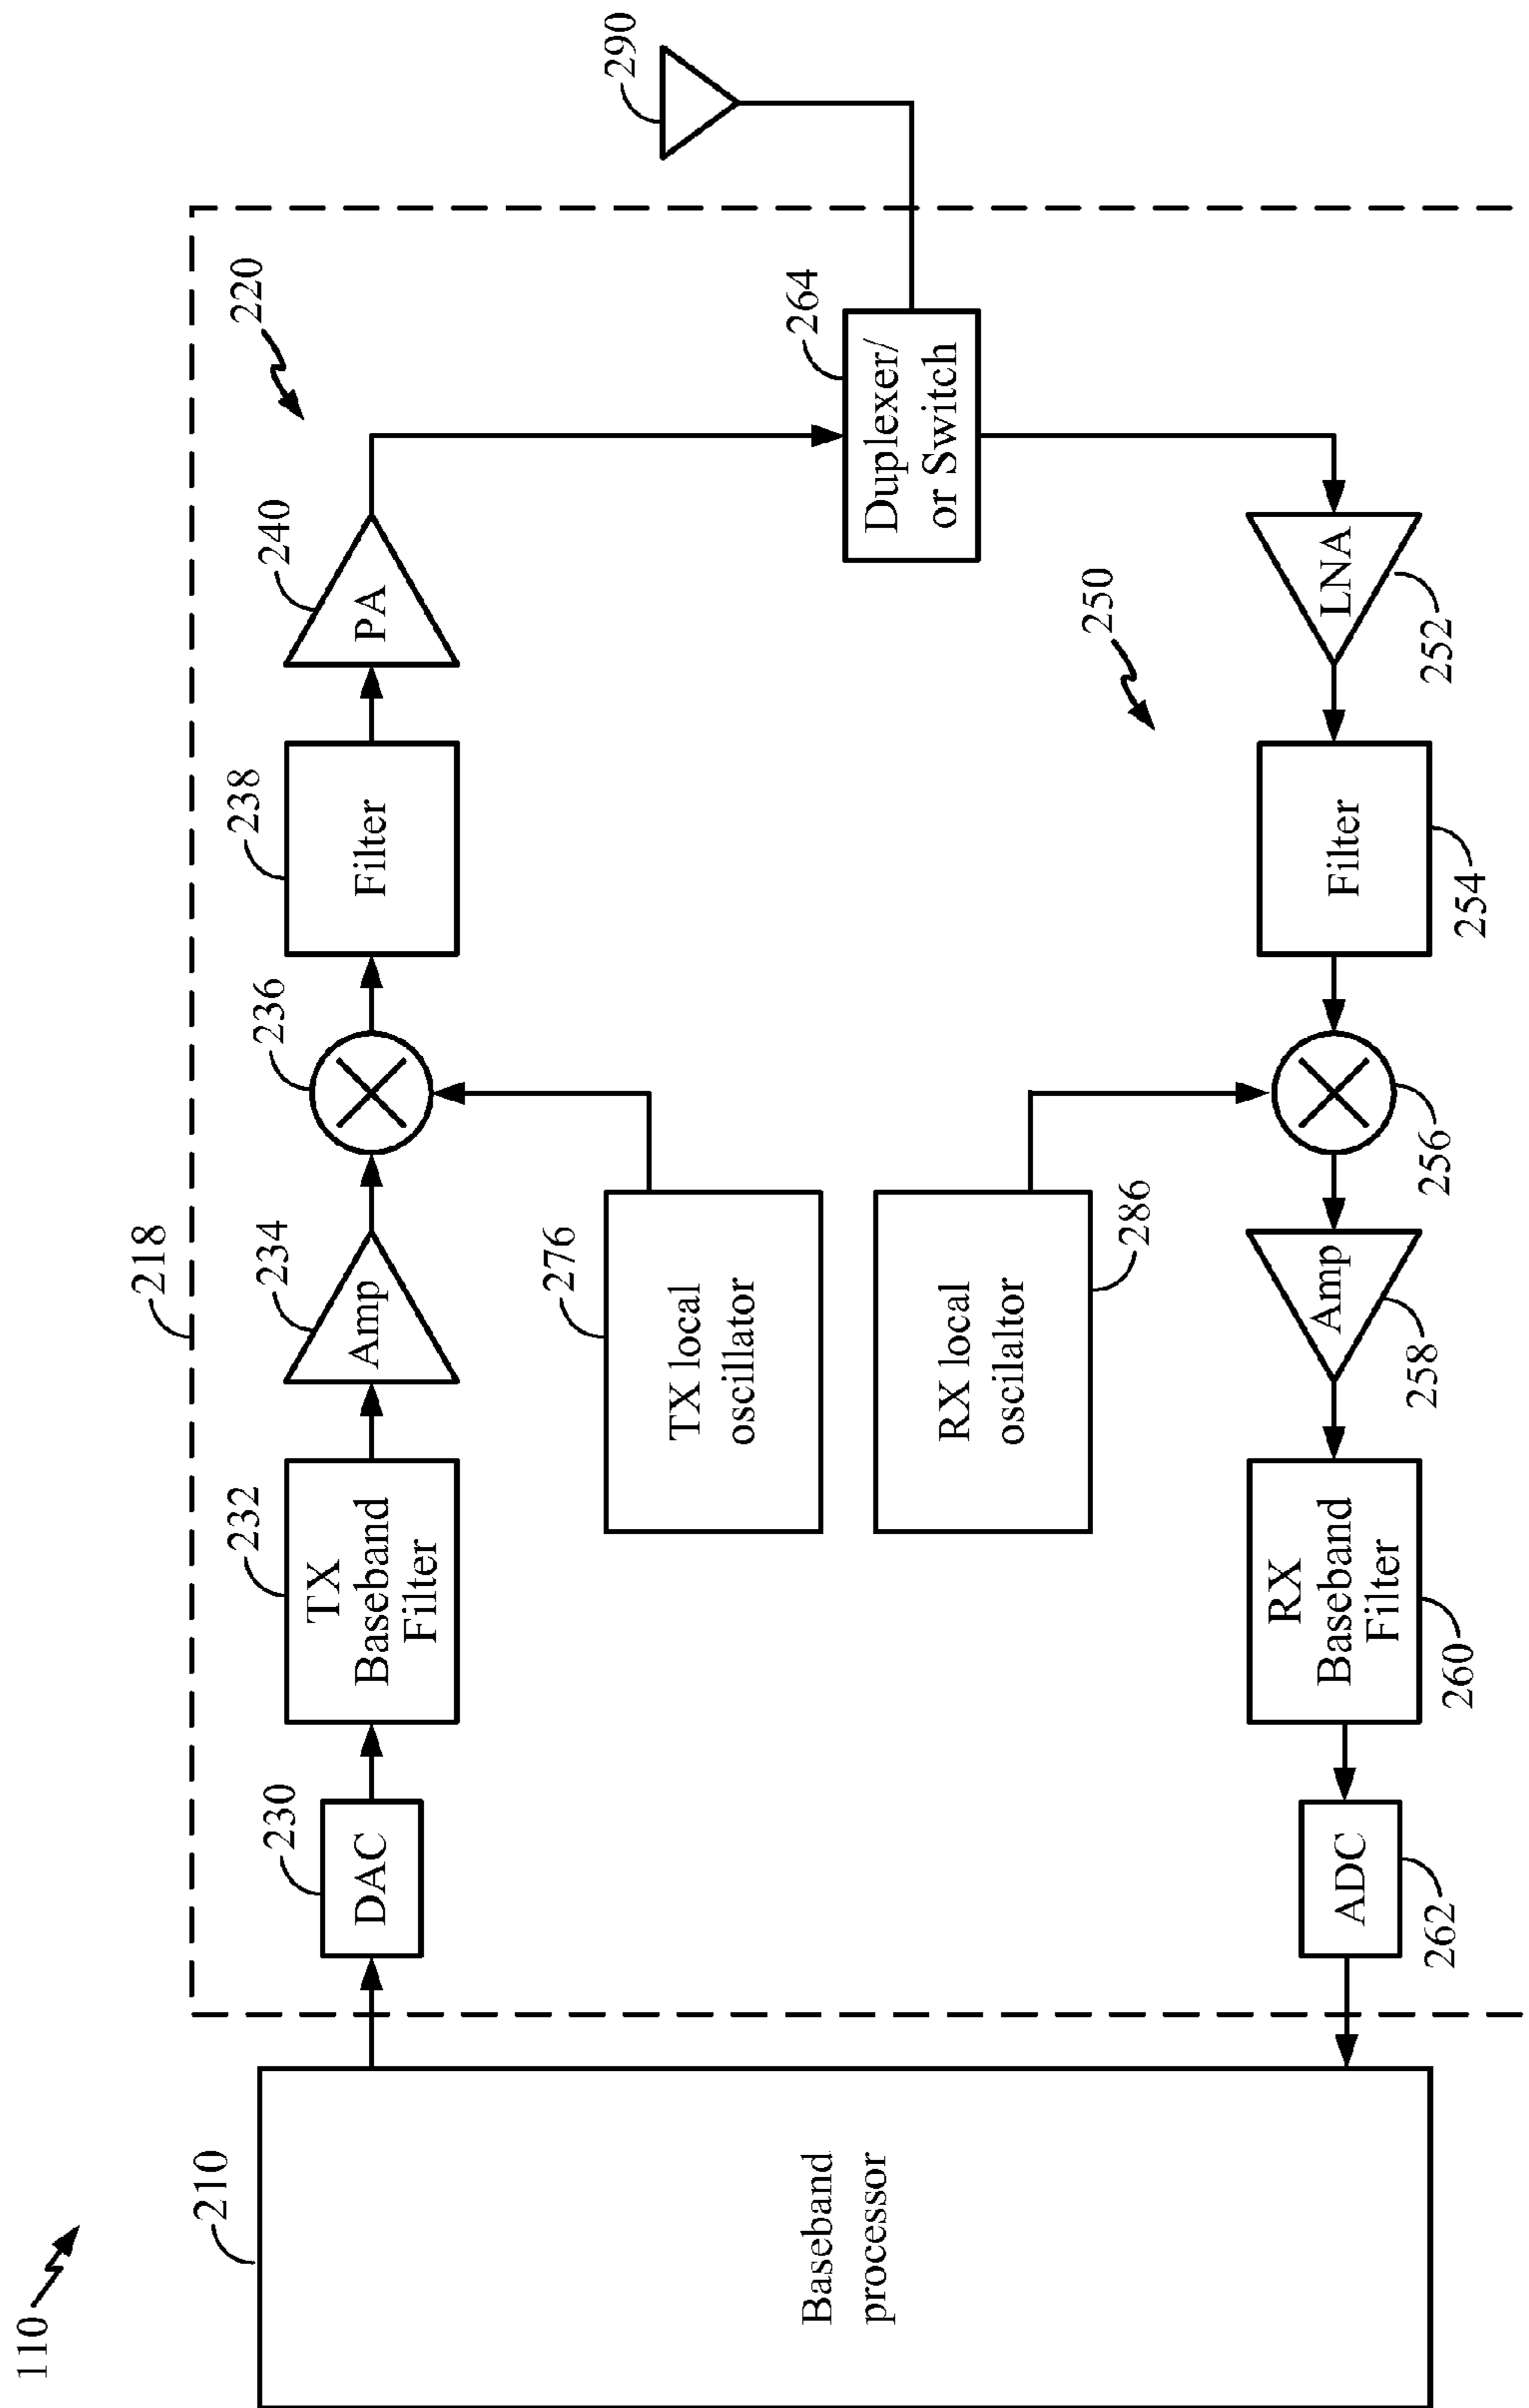 110
210
Baseband
processor
218
220
230
DAC
232
TX
Baseband
Filter
234
Amp
236
238
Filter
240
PA
276
TX local
oscillator
264
Duplexer/
or Switch
290
RX local
oscilaltor
286
250
ADC
262
RX
Baseband
Filter
260
Amp
258
256
Filter
254
LNA
252